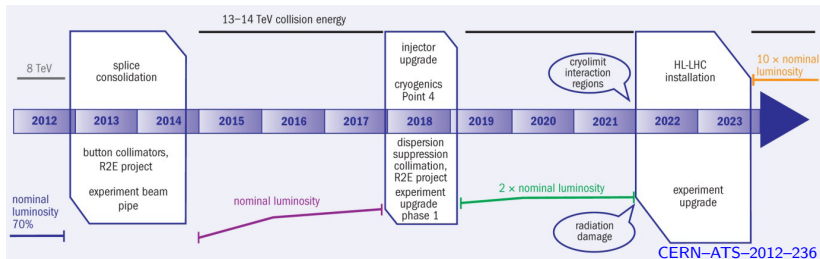 13–14 TeV collision energy
8 TeV
splice
consolidation
injector
upgrade
cryogenics
Point 4
cryolimit
interaction
regions
HL-LHC
installation
10 × nominal
luminosity
2012 2013 2014 2015 2016 2017 2018 2019 2020 2021 2022 2023
button collimators,
R2E project
experiment beam
pipe
nominal
luminosity
70%
nominal luminosity
dispersion
suppression
collimation,
R2E project
experiment
upgrade
phase 1
2 × nominal luminosity
radiation
damage
experiment
upgrade
CERN–ATS–2012–236